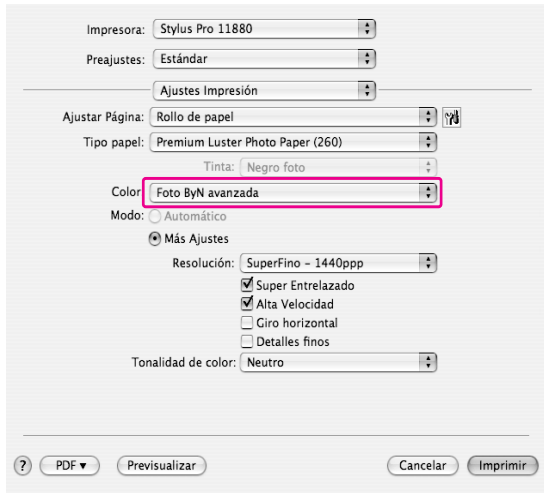 Impresora: Stylus Pro 11880
Preajustes: Estándar
Ajustes Impresión
Ajustar Página: Rollo de papel
Tipo papel: Premium Luster Photo Paper (260)
Tinta: Negro foto
Color: Foto ByN avanzada
Modo: Automático
Más Ajustes
Resolución: SuperFino – 1440ppp
Super Entrelazado
Alta Velocidad
Giro horizontal
Detalles finos
Tonalidad de color: Neutro
? PDF▼ Previsualizar Cancelar Imprimir